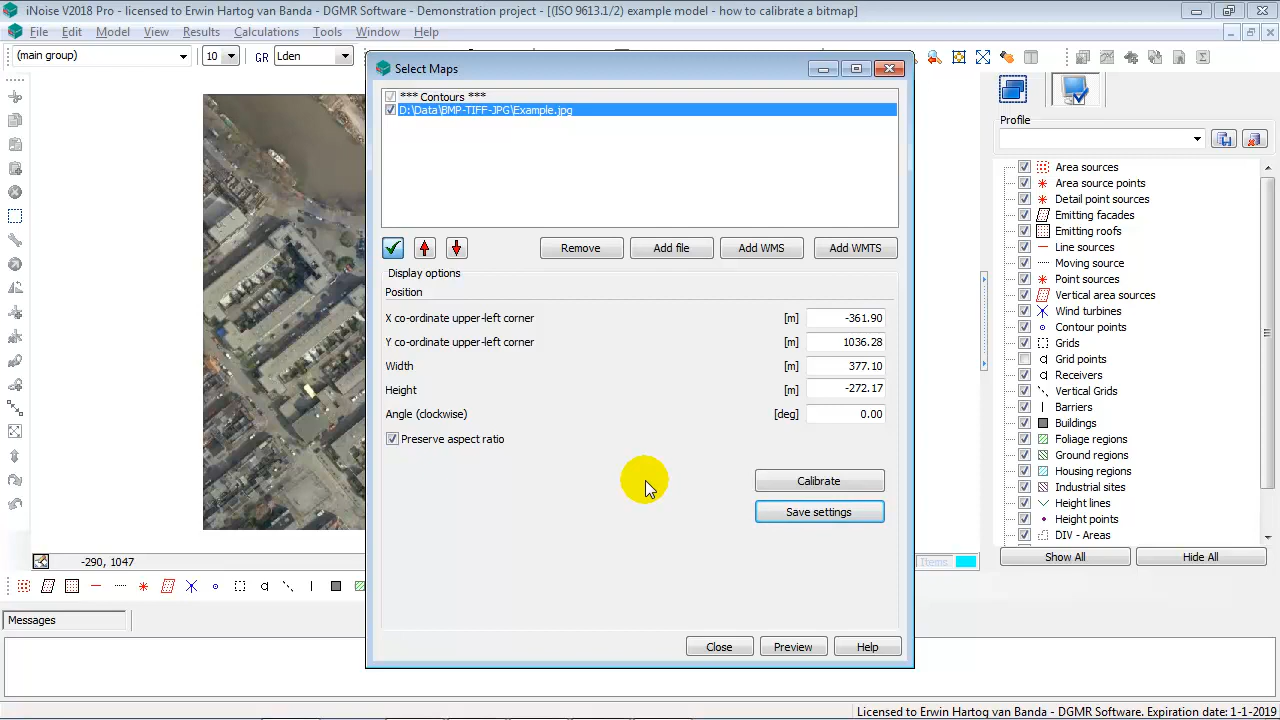 iNoise V2018 Pro - licensed to Erwin Hartog van Banda - DGMR Software - Demonstration project - [(ISO 9613.1/2) example model - how to calibrate a bitmap)
File Edit Model View Results Calculations Tools Window Help
(main group) 10 GR Lden
Select Maps
*** Contours ***
D:\Data\BMP-TIFF-JPG\Example.jpg
Remove Add file Add WMS Add WMTS
Display options
Position
X co-ordinate upper-left corner [m] -361.90
Y co-ordinate upper-left corner [m] 1036.28
Width [m] 377.10
Height [m] -272.17
Angle (clockwise) [deg] 0.00
Preserve aspect ratio
Calibrate
Save settings
Close Preview Help
Profile
Area sources
Area source points
Detail point sources
Emitting facades
Emitting roofs
Line sources
Moving source
Point sources
Vertical area sources
Wind turbines
Contour points
Grids
Grid points
Receivers
Vertical Grids
Barriers
Buildings
Foliage regions
Ground regions
Housing regions
Industrial sites
Height lines
Height points
DIV - Areas
Show All Hide All
-290, 1047
Items
Messages
Licensed to Erwin Hartog van Banda - DGMR Software. Expiration date: 1-1-2019